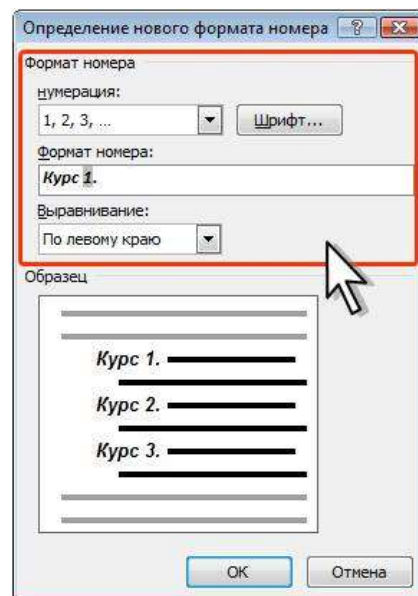 Определение нового формата номера
Формат номера
нумерация:
1, 2, 3, ...
Шрифт...
Формат номера:
Курс 1.
Выравнивание:
По левому краю
Образец
Курс 1.
Курс 2.
Курс 3.
ОК
Отмена